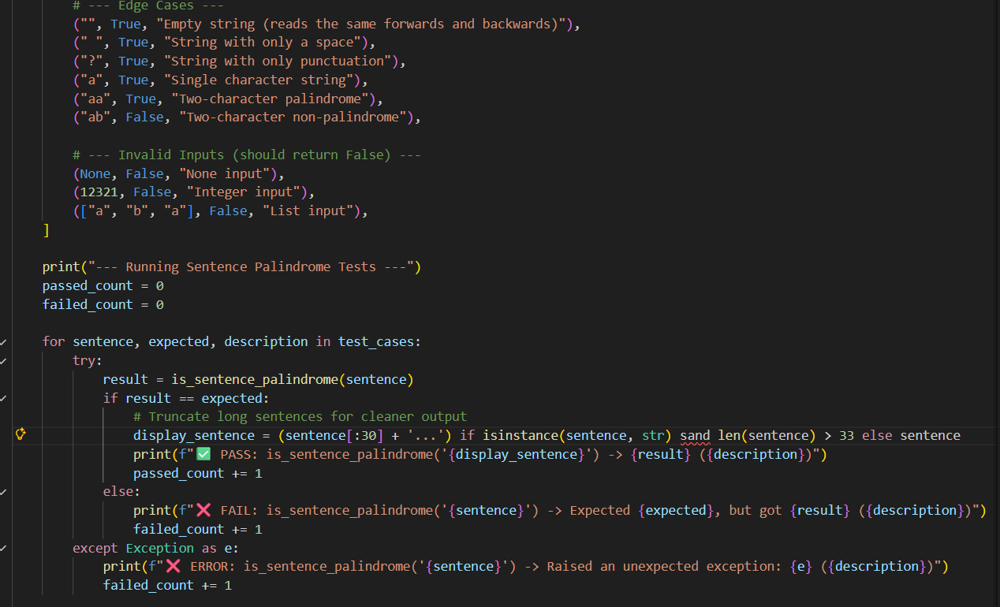 # --- Edge Cases ---
("", True, "Empty string (reads the same forwards and backwards)"),
(" ", True, "String with only a space"),
("?", True, "String with only punctuation"),
("a", True, "Single character string"),
("aa", True, "Two-character palindrome"),
("ab", False, "Two-character non-palindrome"),
# --- Invalid Inputs (should return False) ---
(None, False, "None input"),
(12321, False, "Integer input"),
(["a", "b", "a"], False, "List input"),
]
print("--- Running Sentence Palindrome Tests ---")
passed_count = 0
failed_count = 0
for sentence, expected, description in test_cases:
try:
result = is_sentence_palindrome(sentence)
if result == expected:
# Truncate long sentences for cleaner output
display_sentence = (sentence[:30] + '...') if isinstance(sentence, str) sand len(sentence) > 33 else sentence
print(f"✅ PASS: is_sentence_palindrome('{display_sentence}') -> {result} ({description})")
passed_count += 1
else:
print(f"❌ FAIL: is_sentence_palindrome('{sentence}') -> Expected {expected}, but got {result} ({description})")
failed_count += 1
except Exception as e:
print(f"❌ ERROR: is_sentence_palindrome('{sentence}') -> Raised an unexpected exception: {e} ({description})")
failed_count += 1